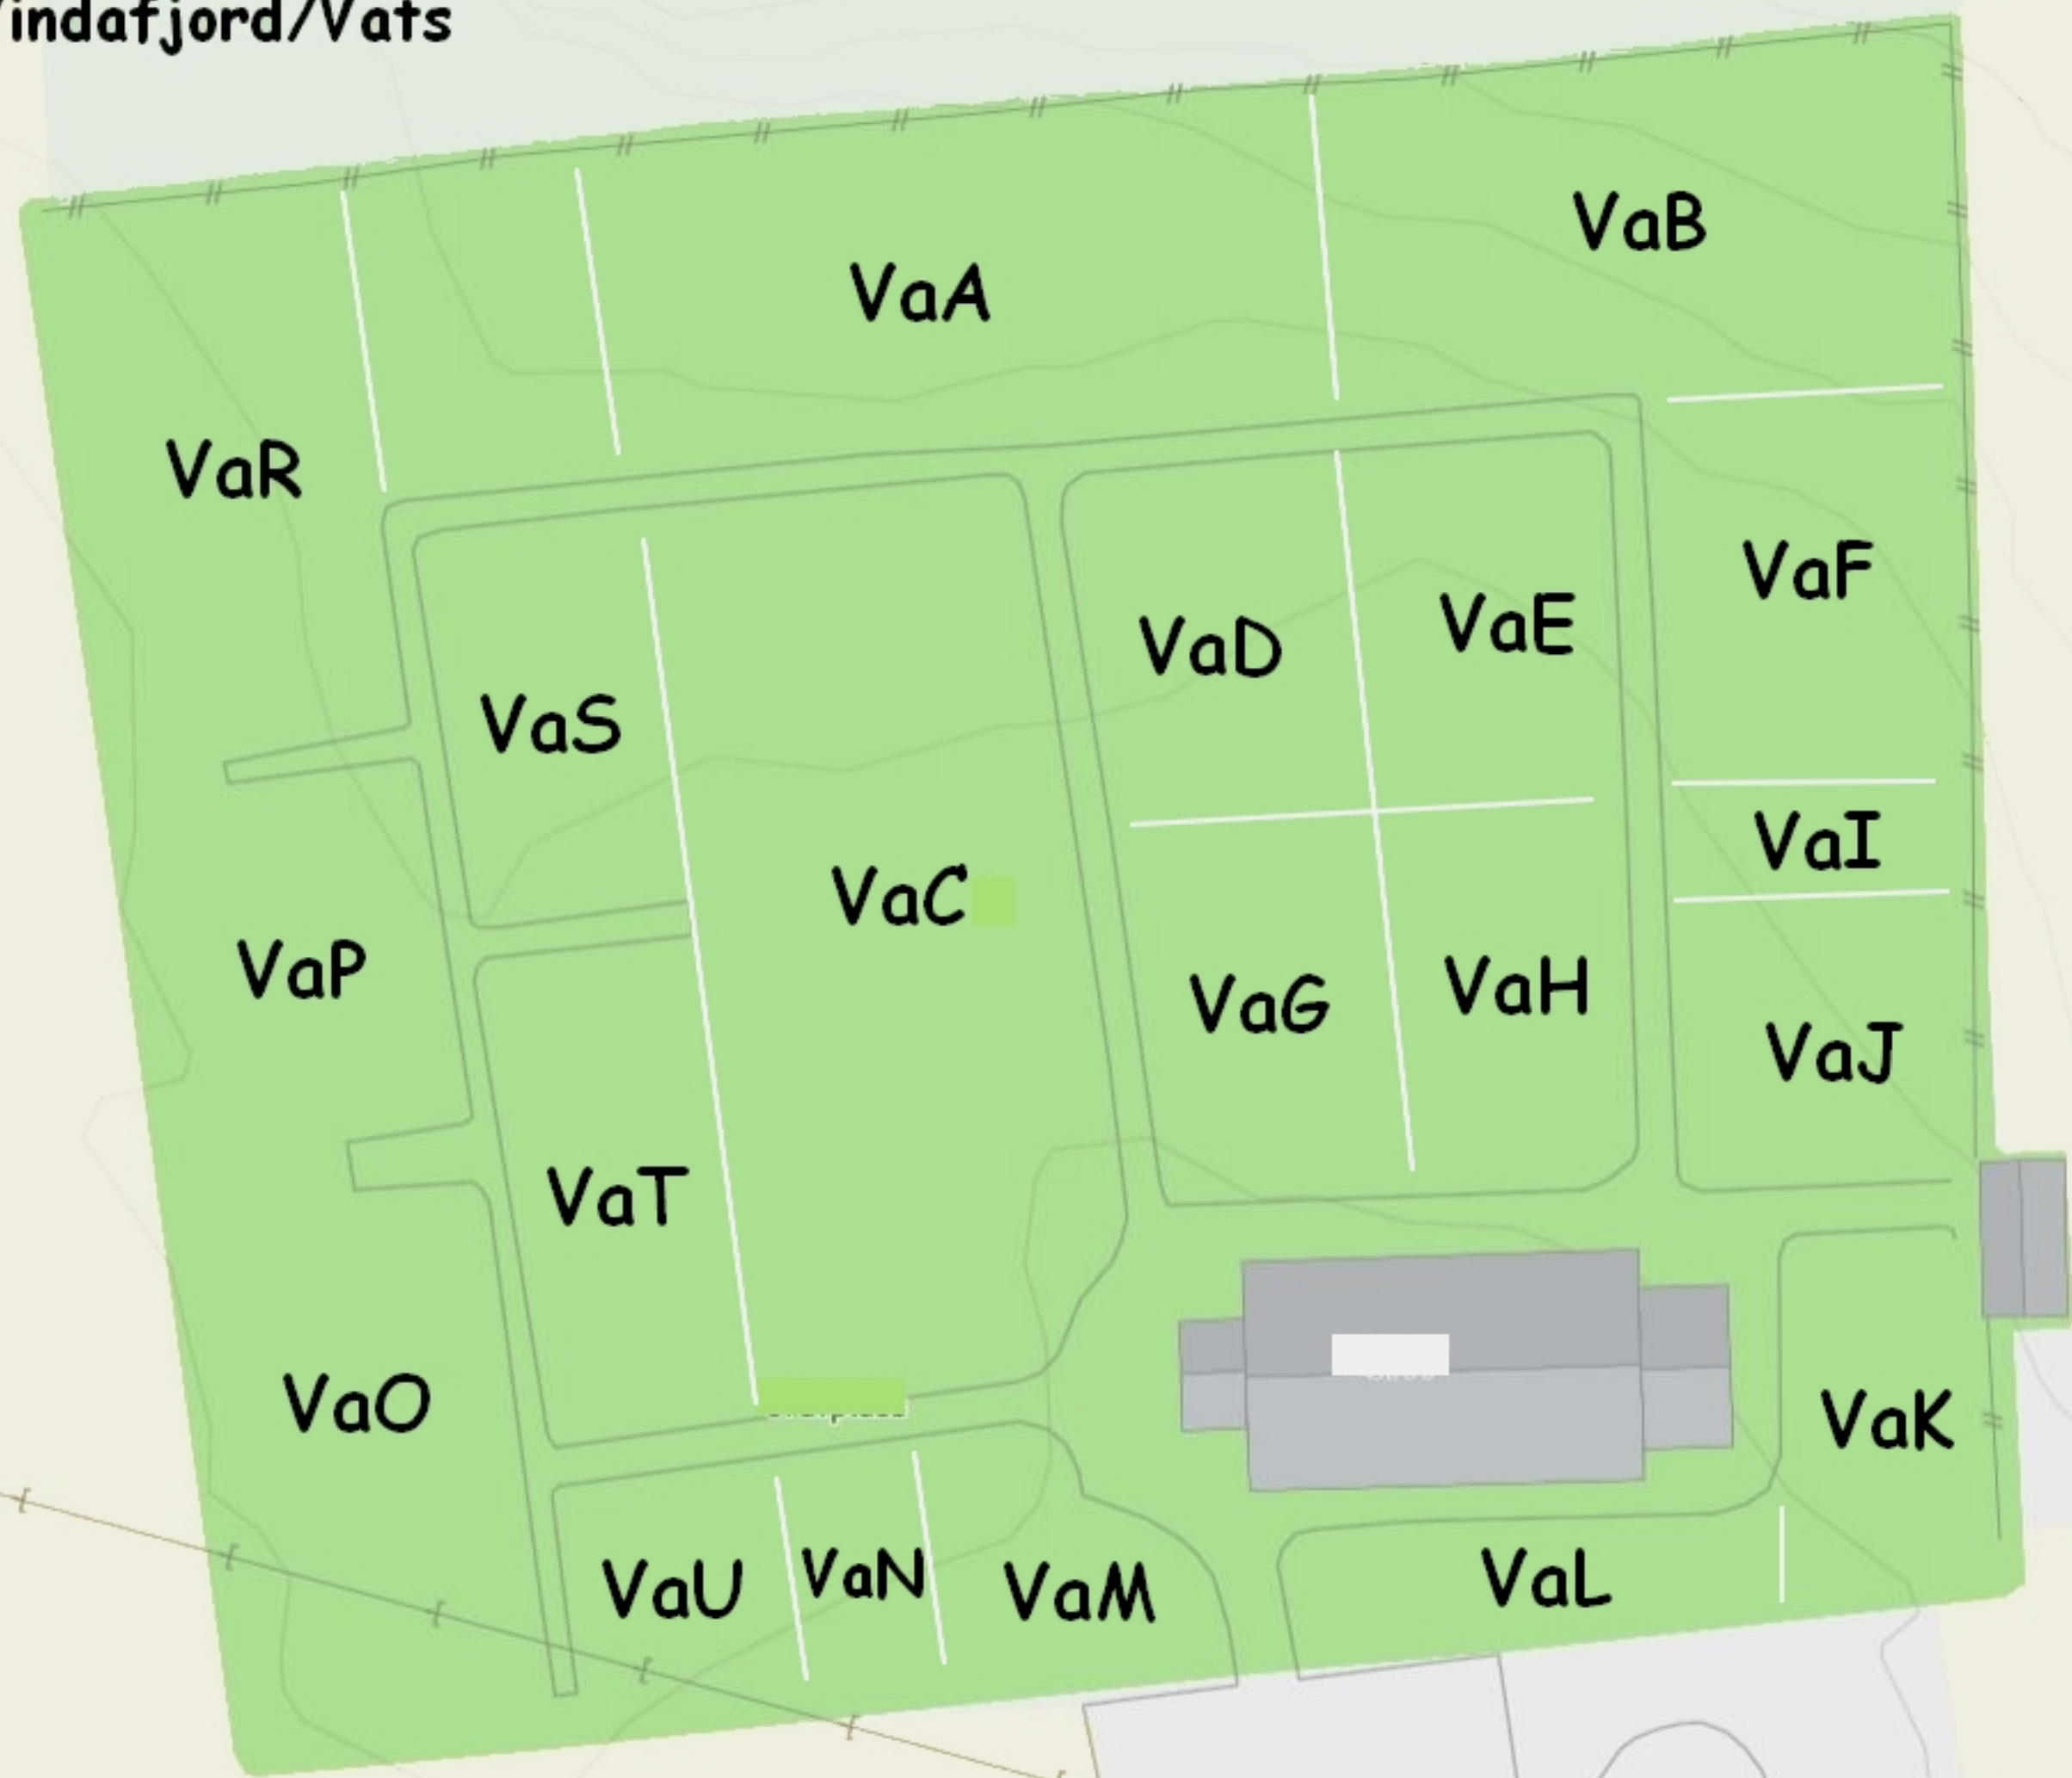 indafjord/Vats
VaB
VaA
VaR
VaF
VaE
VaD
VaS
VaI
VaC
VaP
VaH
VaG
VaJ
VaT
VaO
VaK
VaU
VaN
VaM
VaL